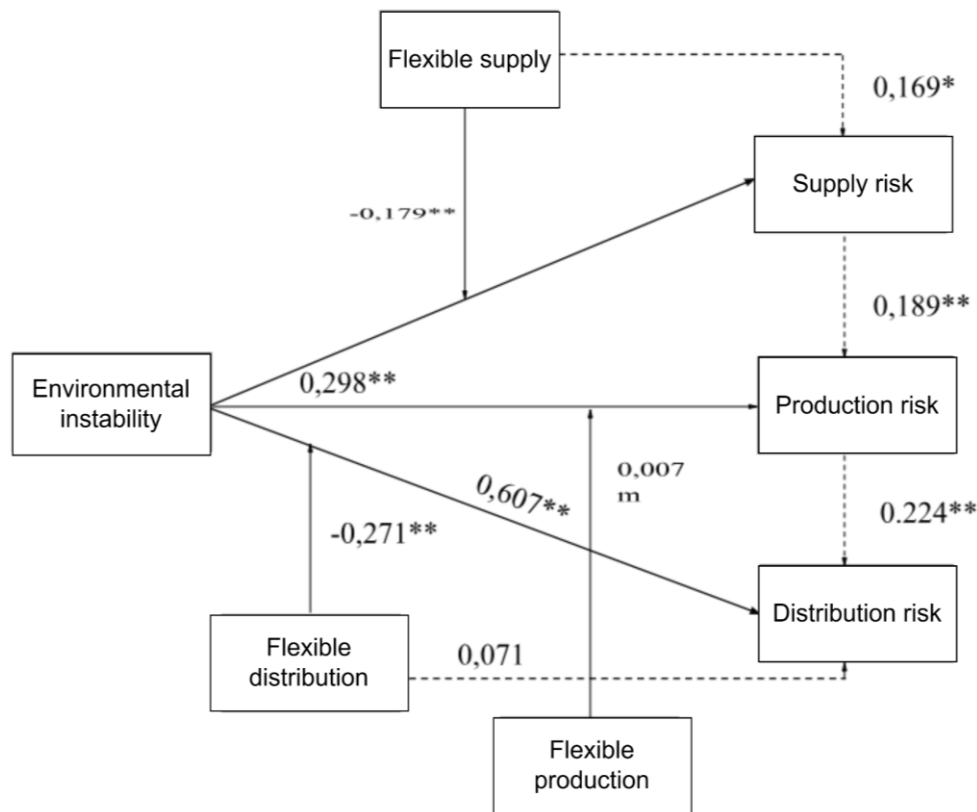 Flexible supply
0,169*
Supply risk
-0,179**
0,189**
Environmental
instability
0,298**
Production risk
0,007
m
0,607**
0.224**
-0,271**
Distribution risk
Flexible
distribution
0,071
Flexible
production